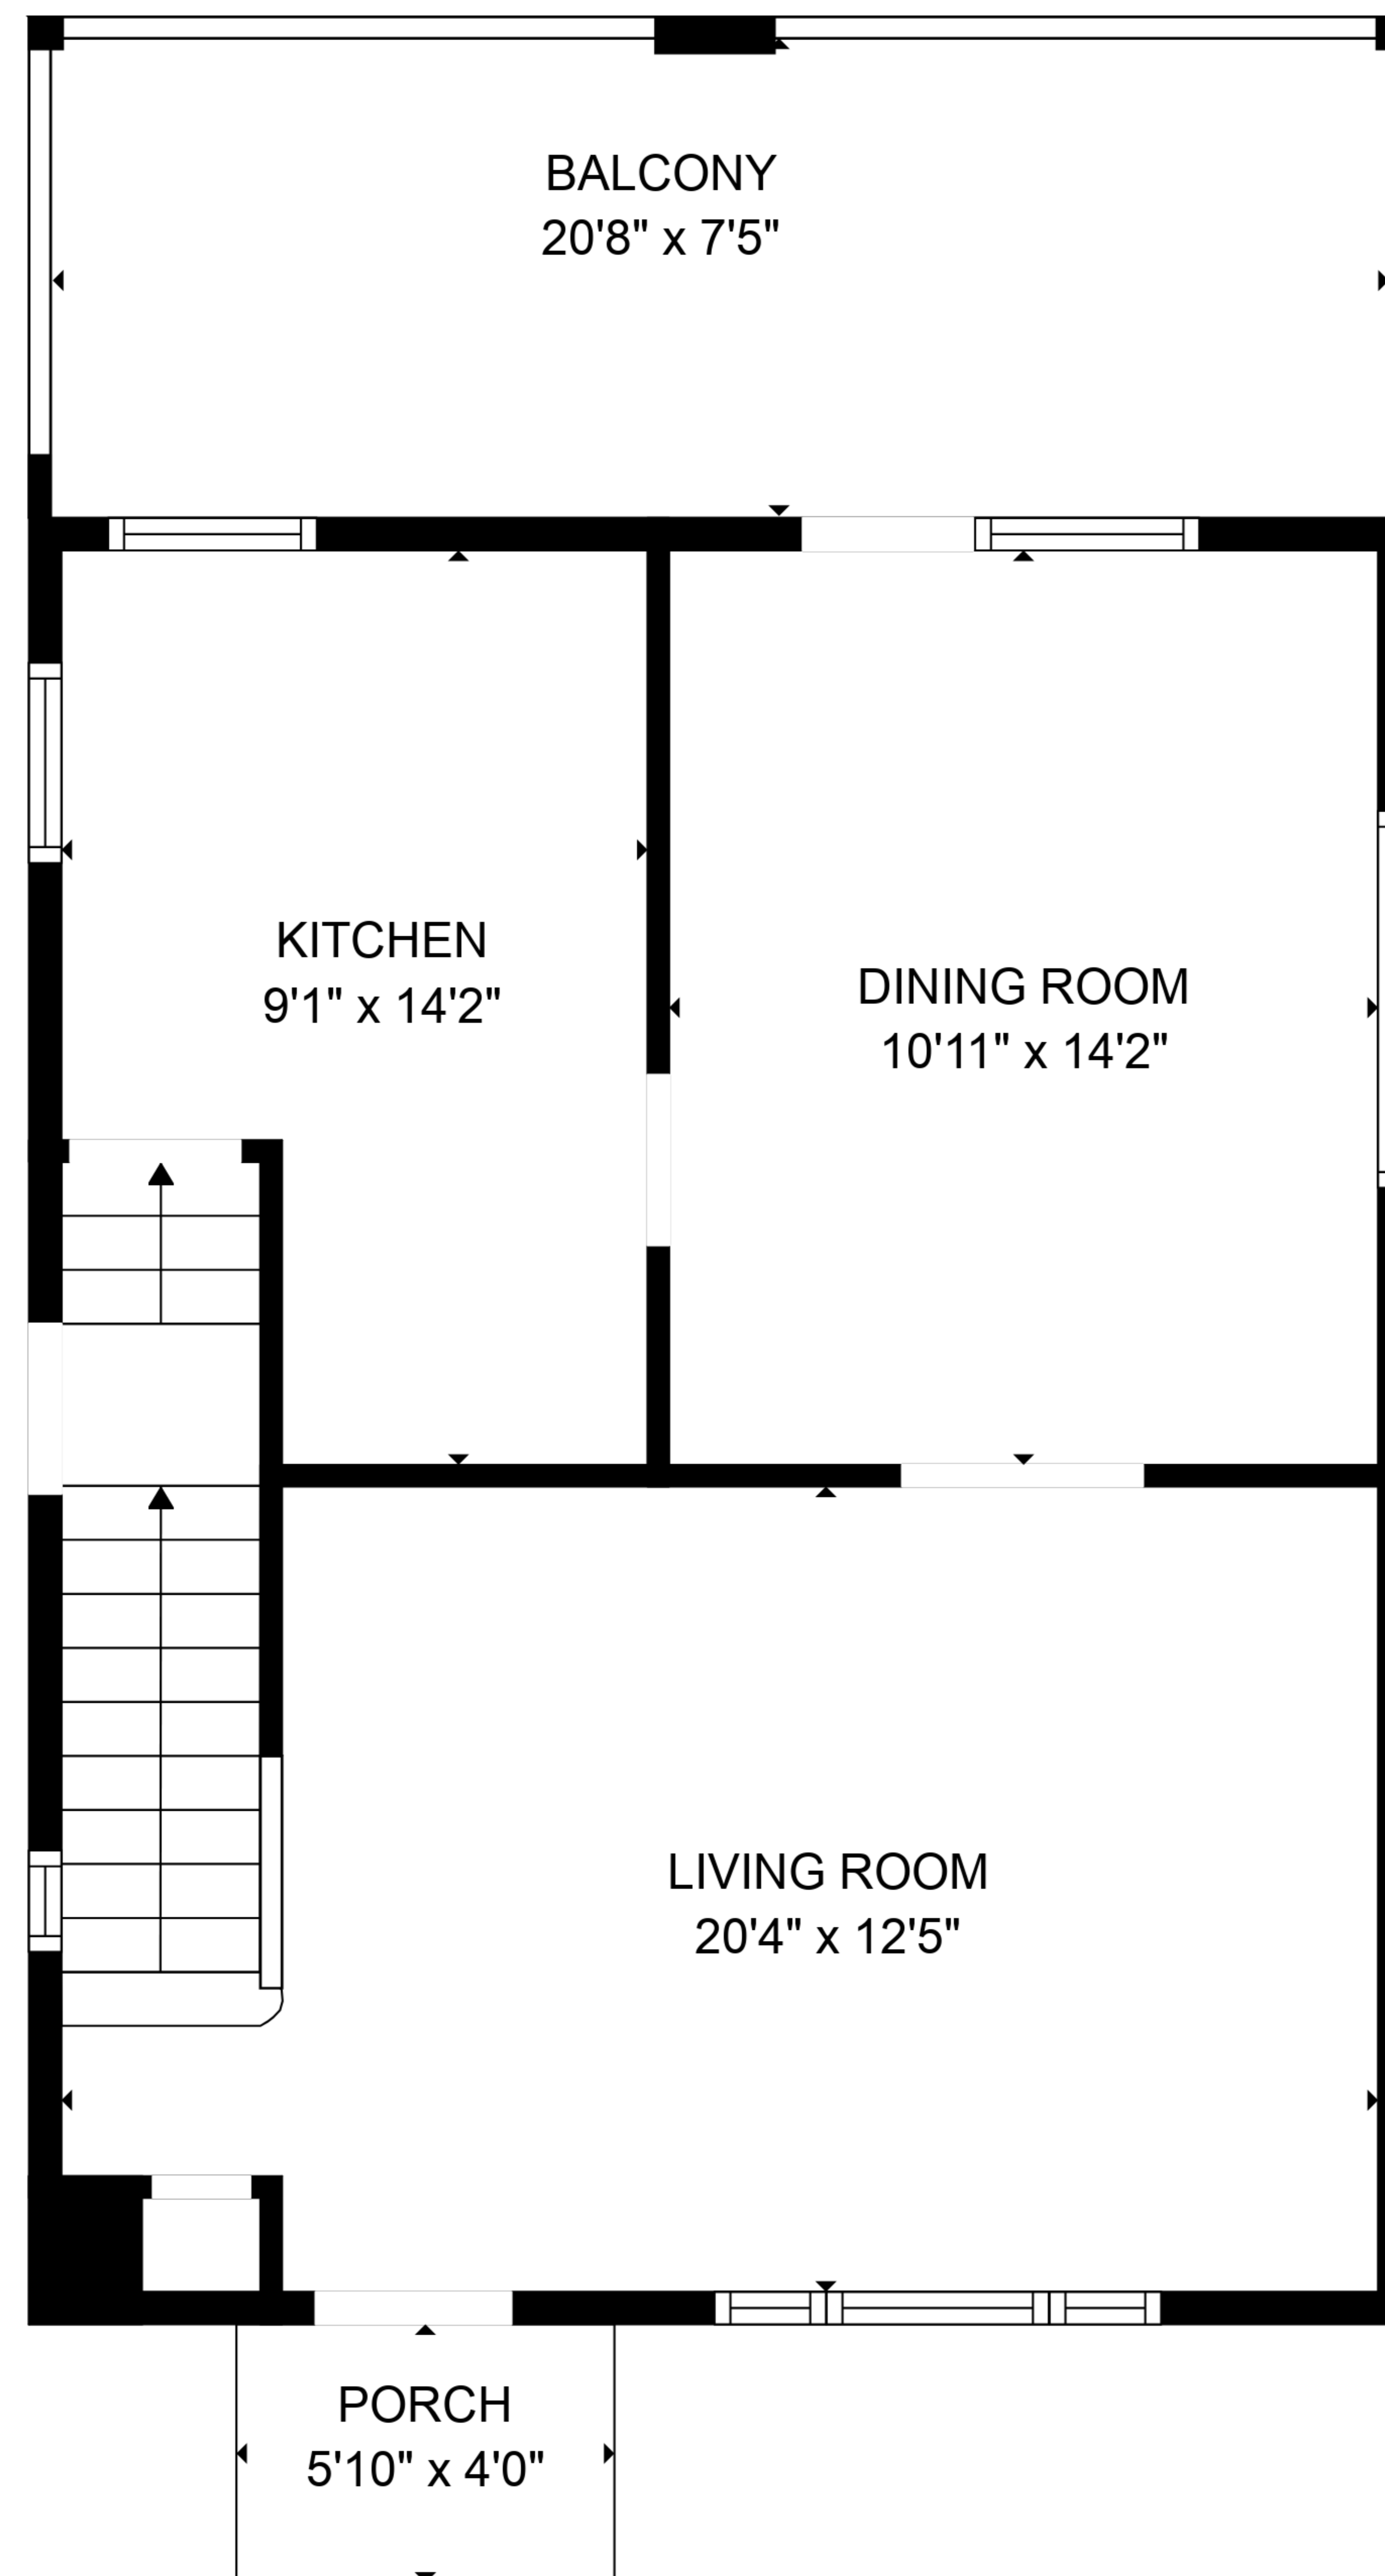 BALCONY
20'8" x 7'5"
KITCHEN
9'1" x 14'2"
DINING ROOM
10'11" x 14'2"
LIVING ROOM
20'4" x 12'5"
PORCH
5'10" x 4'0"